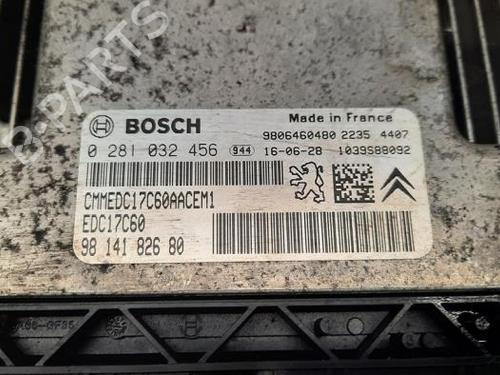 B-PARTS
BOSCH
Made in France
9806460480 2235 4407
0 281 032 456 944 16-06-28 1039S88092
CMMEDC17C60AACEM1
EDC17C60
98 141 826 80